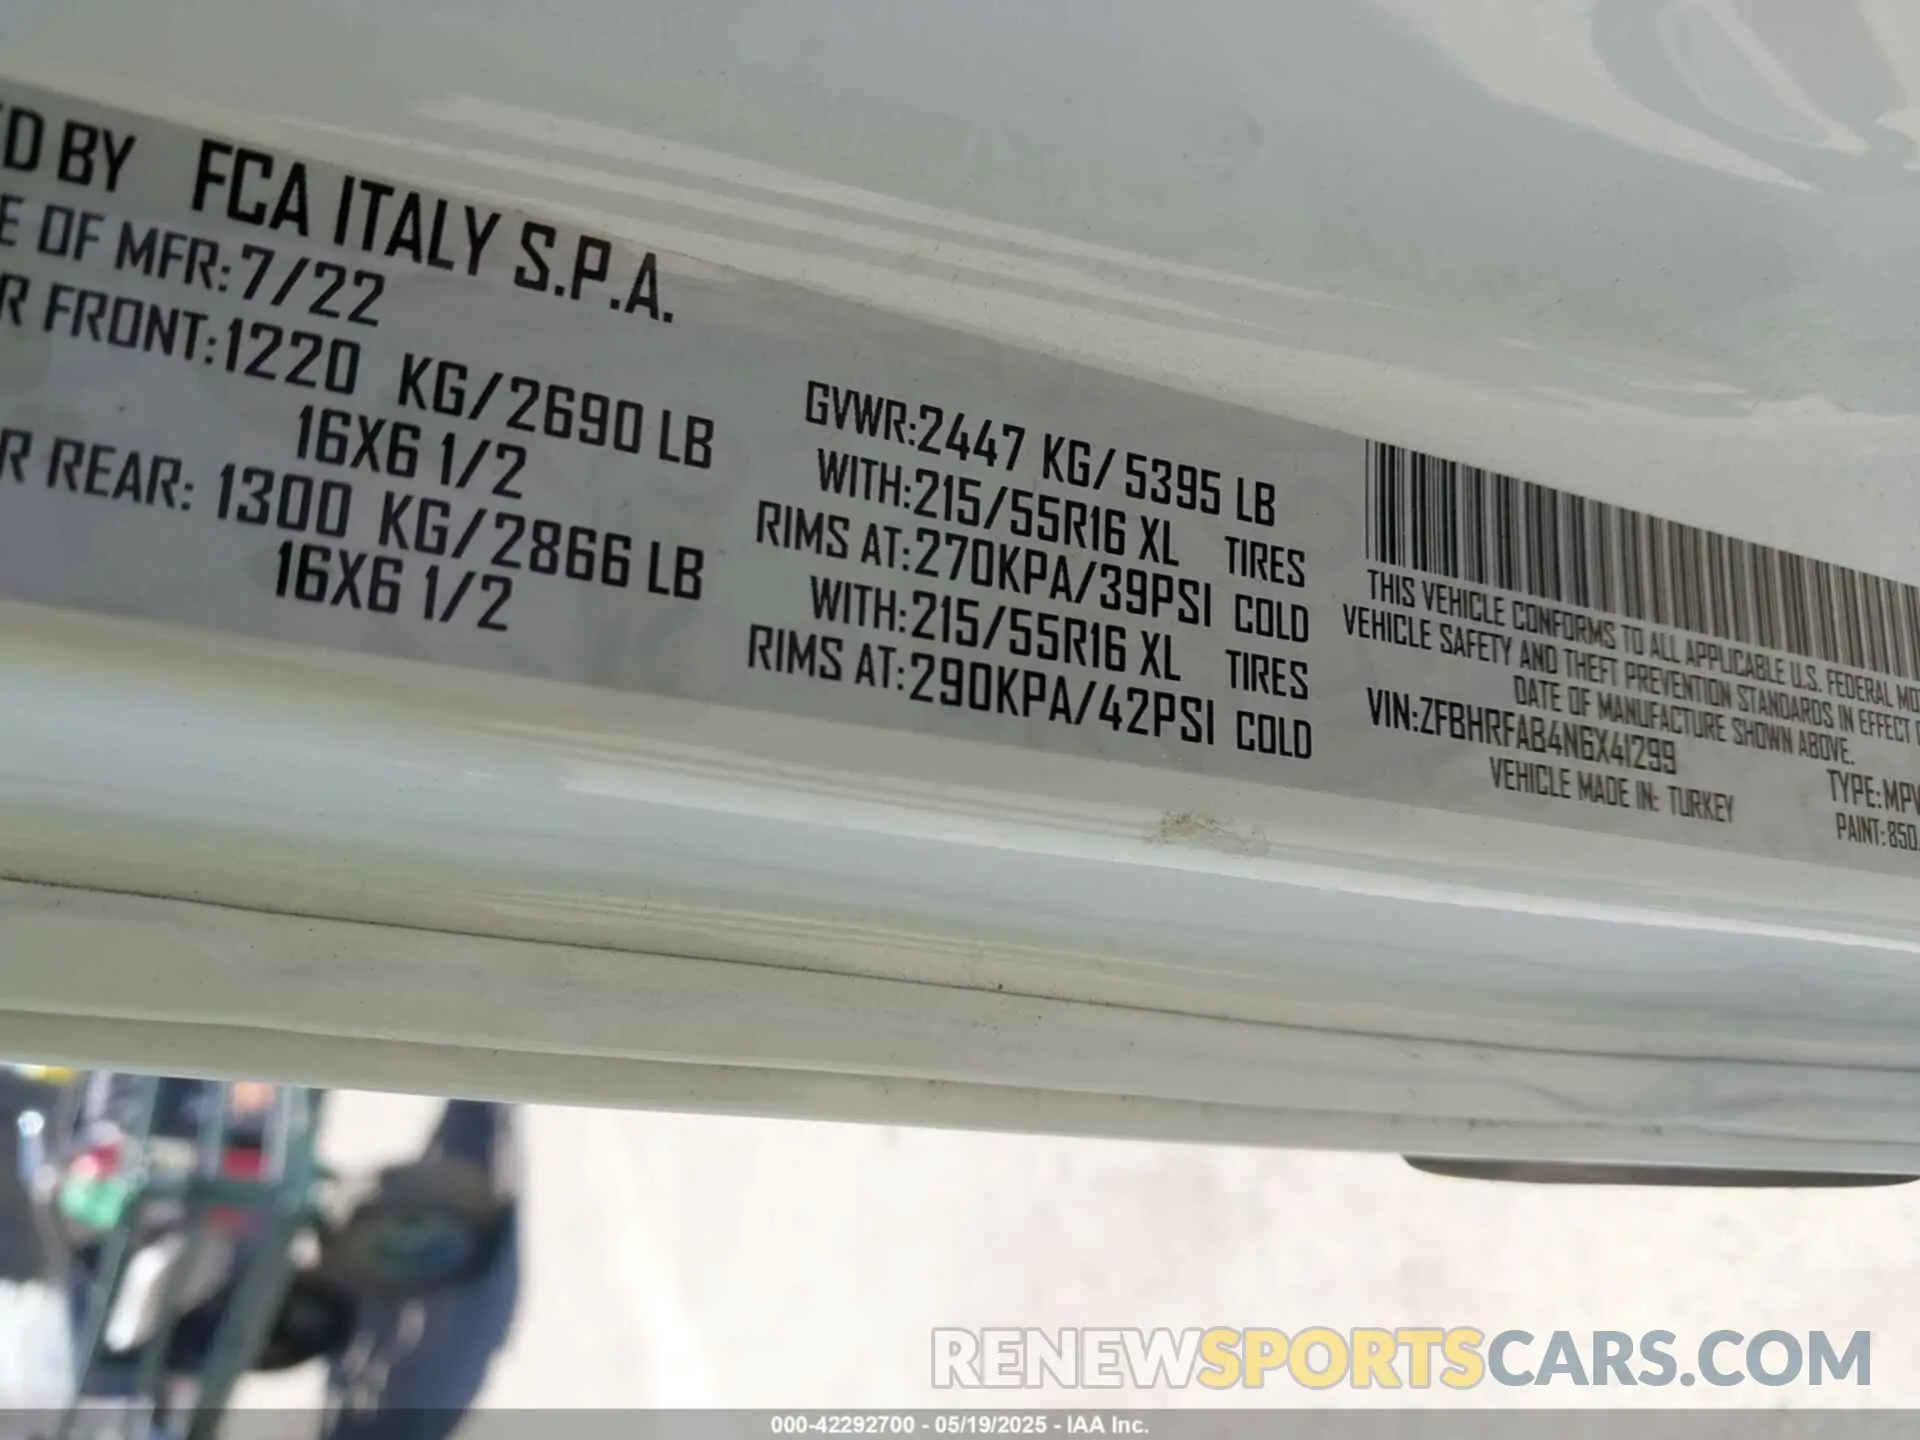 D BY FCA ITALY S.P.A.
E OF MFR:7/22
R FRONT:1220 KG/2690 LB
16X6 1/2
R REAR: 1300 KG/2866 LB
16X6 1/2
GVWR:2447 KG/ 5395 LB
WITH:215/55R16 XL TIRES
RIMS AT:270KPA/39PSI COLD
WITH:215/55R16 XL TIRES
RIMS AT:290KPA/42PSI COLD
THIS VEHICLE CONFORMS TO ALL APPLICABLE U.S. FEDERAL MO
VEHICLE SAFETY AND THEFT PREVENTION STANDARDS IN EFFECT
DATE OF MANUFACTURE SHOWN ABOVE.
VIN:ZFBHRFAB4N6X41299
TYPE:MPV
VEHICLE MADE IN: TURKEY
PAINT:850
RENEWSPORTSCARS.COM
000-42292700 - 05/19/2025 - IAA Inc.